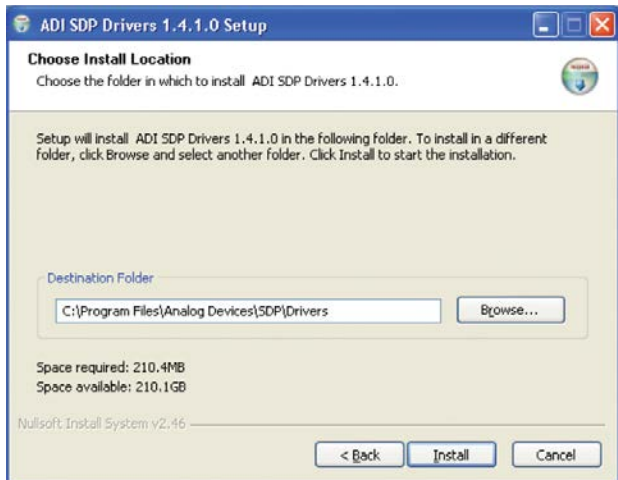 ADI SDP Drivers 1.4.1.0 Setup
Choose Install Location
Choose the folder in which to install ADI SDP Drivers 1.4.1.0.
Setup will install ADI SDP Drivers 1.4.1.0 in the following folder. To install in a different
folder, click Browse and select another folder. Click Install to start the installation.
Destination Folder
C:\Program Files\Analog Devices\SDP\Drivers
Browse...
Space required: 210.4MB
Space available: 210.1GB
Nullsoft Install System v2.46
< Back
Install
Cancel